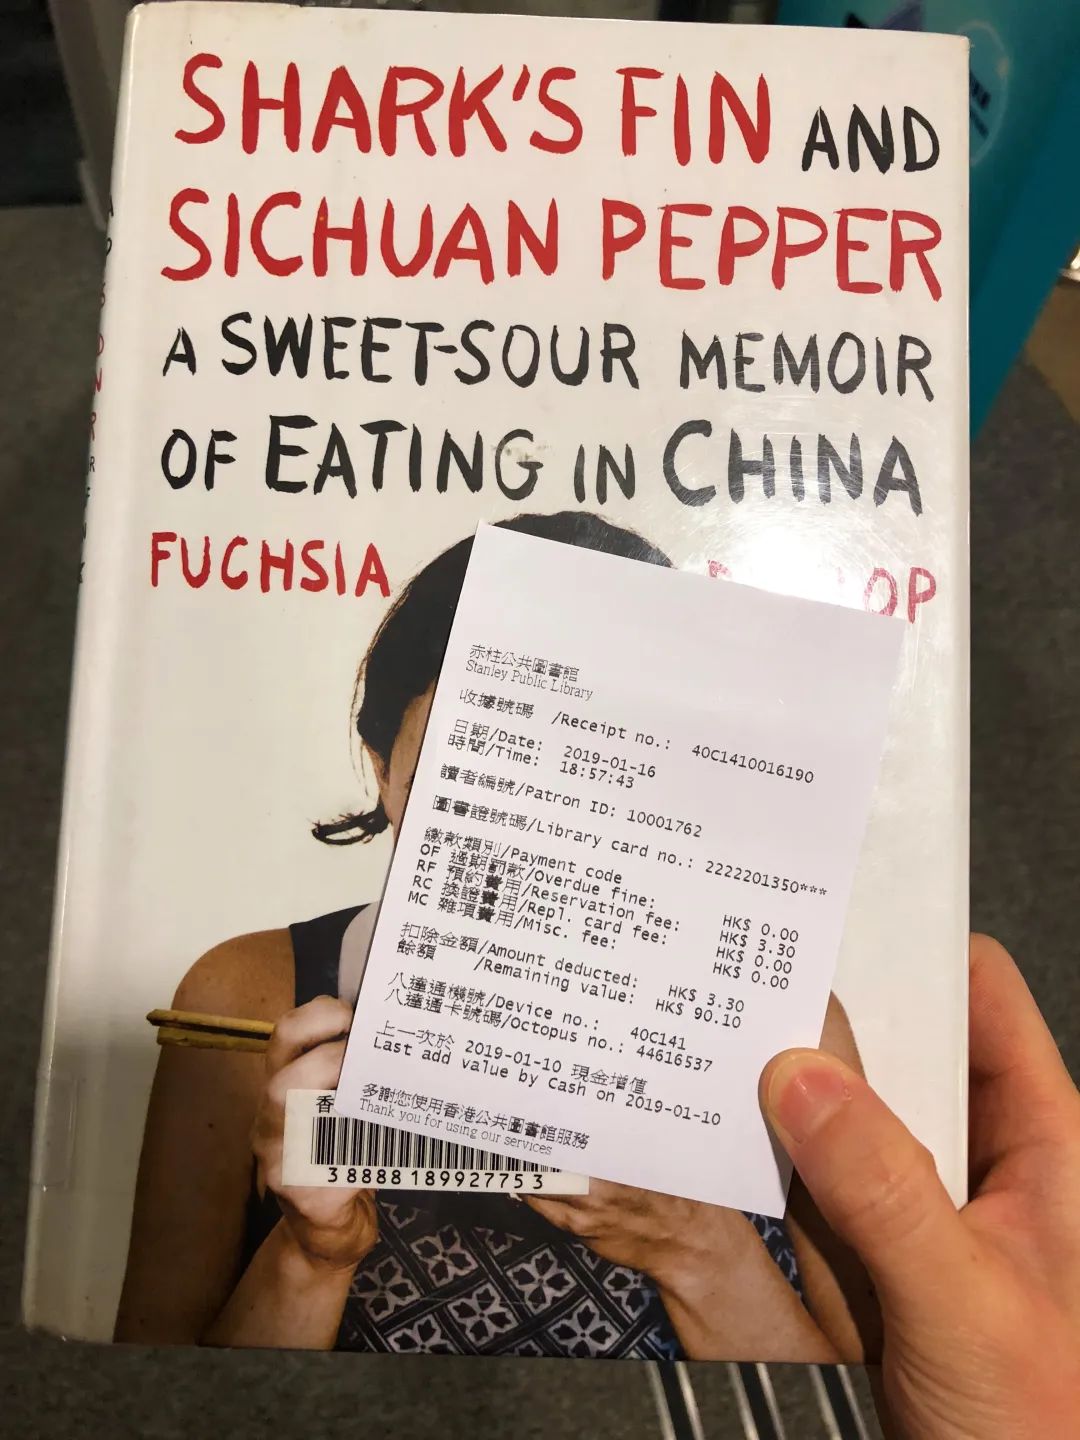 SHARK'S FIN AND
SICHUAN PEPPER
A SWEET-SOUR MEMOIR
OF EATING IN CHINA
FUCHSIA
OP
赤柱公共圖書館
Stanley Public Library
收據號碼 /Receipt no.: 40C1410016190
日期/Date: 2019-01-16
時間/Time: 18:57:43
讀者編號/Patron ID: 10001762
圖書證號碼/Library card no.: 2222201350***
繳款類別/Payment code
OF 過期罰款/Overdue fine: HK$ 0.00
RF 預約費用/Reservation fee: HK$ 3.30
RC 換證費用/Repl. card fee: HK$ 0.00
MC 雜項費用/Misc. fee: HK$ 0.00
扣除金額/Amount deducted: HK$ 3.30
餘額 /Remaining value: HK$ 90.10
八達通機號/Device no.: 40C141
八達通卡號碼/Octopus no.: 44616537
上一次於 2019-01-10 現金增值
Last add value by Cash on 2019-01-10
多謝您使用香港公共圖書館服務
Thank you for using our services
香
3 8888 18992775 3